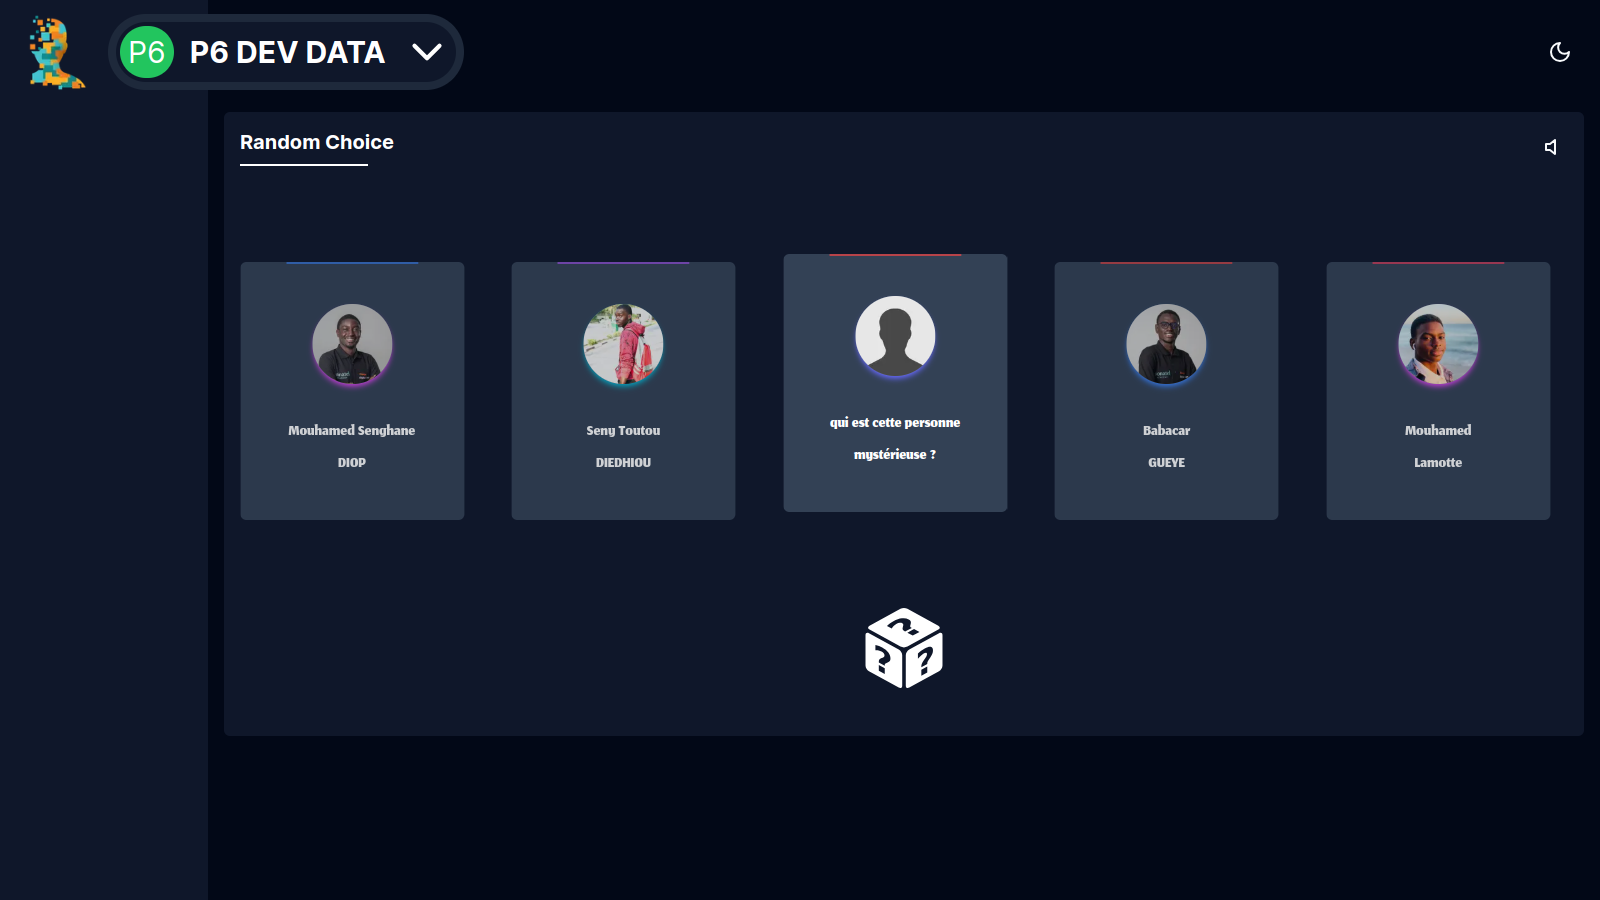 P6
P6 DEV DATA
Random Choice
Mouhamed Senghane
DIOP
Seny Toutou
DIEDHIOU
qui est cette personne
mystérieuse ?
Babacar
GUEYE
Mouhamed
Lamotte
? ? ?